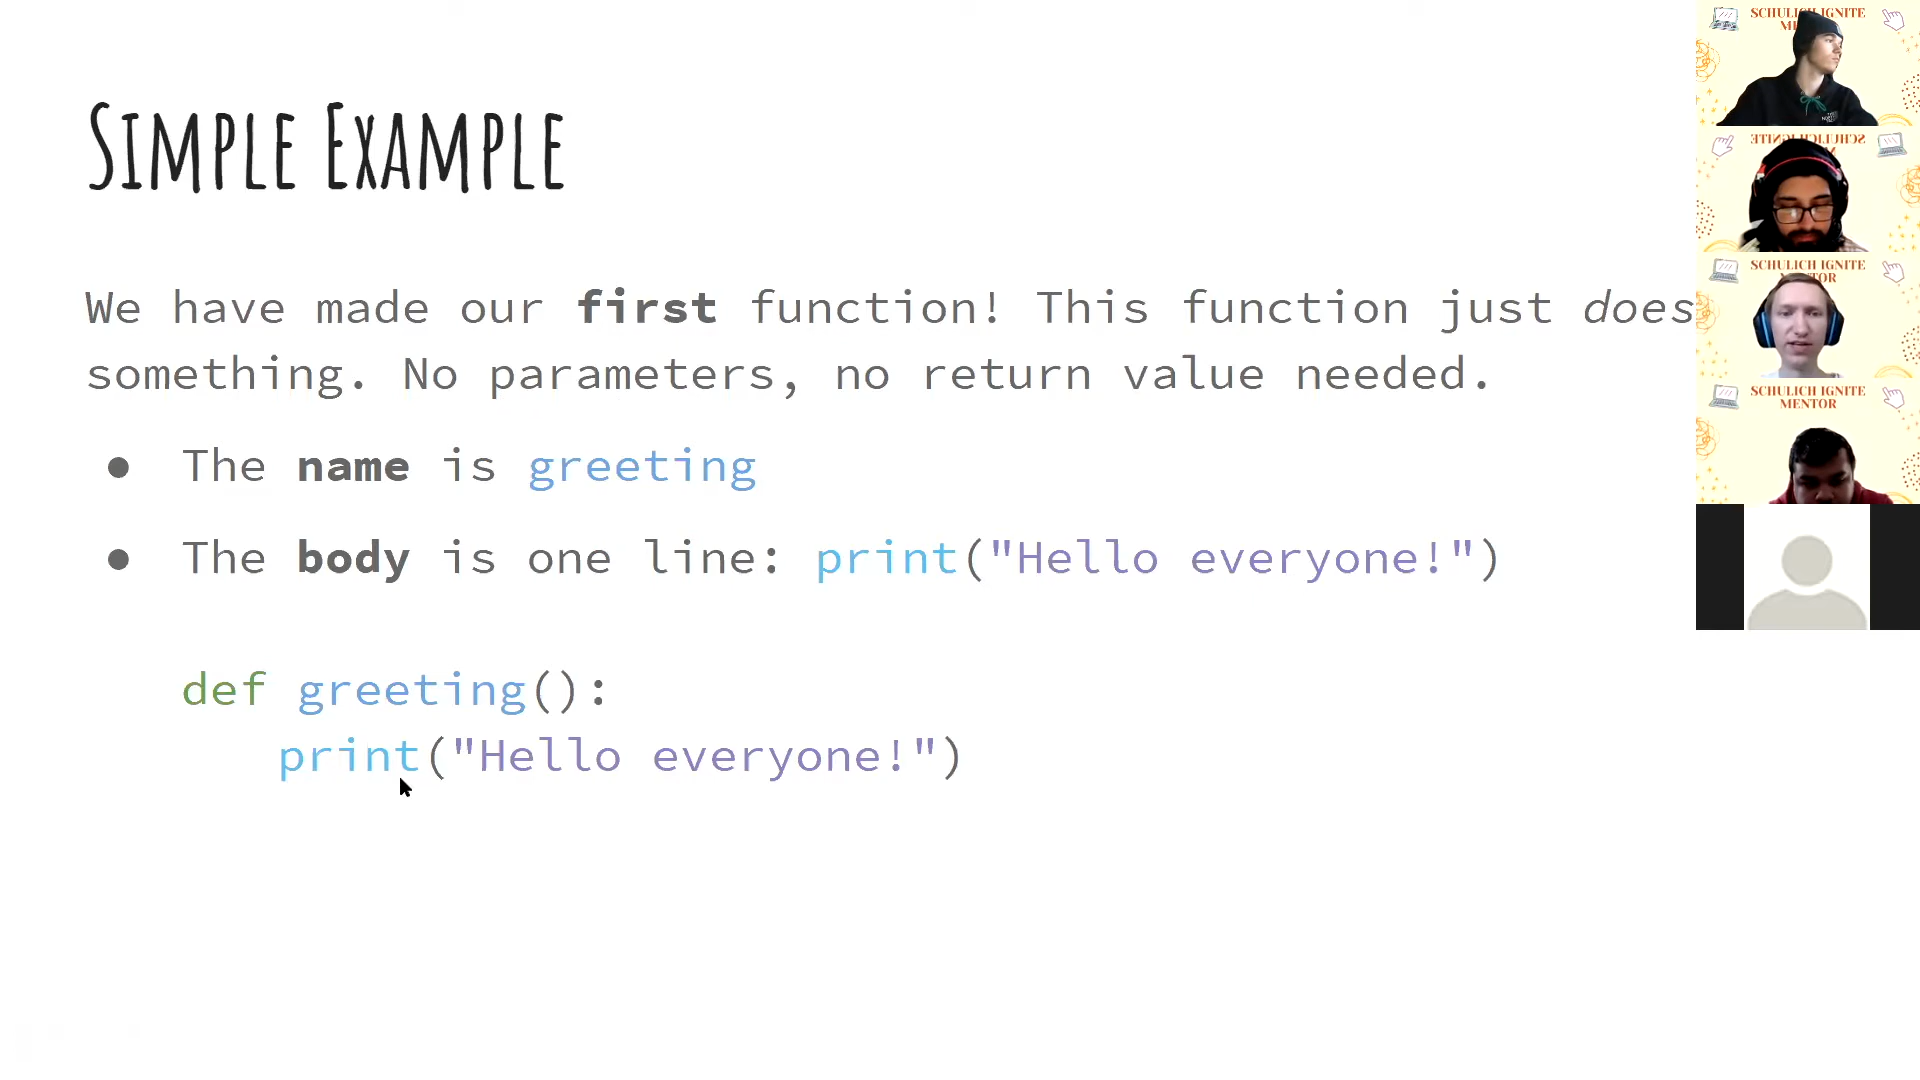 SIMPLE EXAMPLE
We have made our first function! This function just does
something. No parameters, no return value needed.
● The name is greeting
● The body is one line: print("Hello everyone!")
def greeting():
print("Hello everyone!")
SCHULICH IGNITE
SCHULICH IGNITE
SCHULICH IGNITE
SCHULICH IGNITE
MENTOR